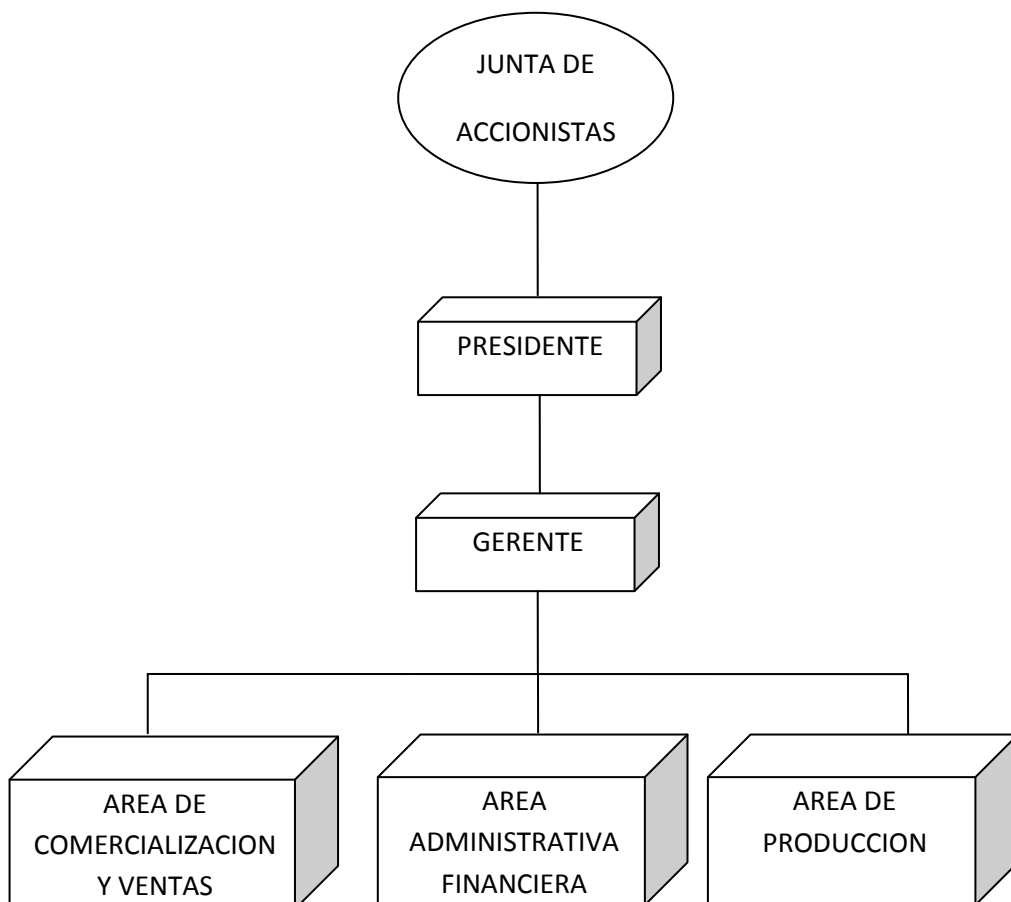 JUNTA DE
ACCIONISTAS
PRESIDENTE
GERENTE
AREA DE
COMERCIALIZACION
Y VENTAS
AREA
ADMINISTRATIVA
FINANCIERA
AREA DE
PRODUCCION